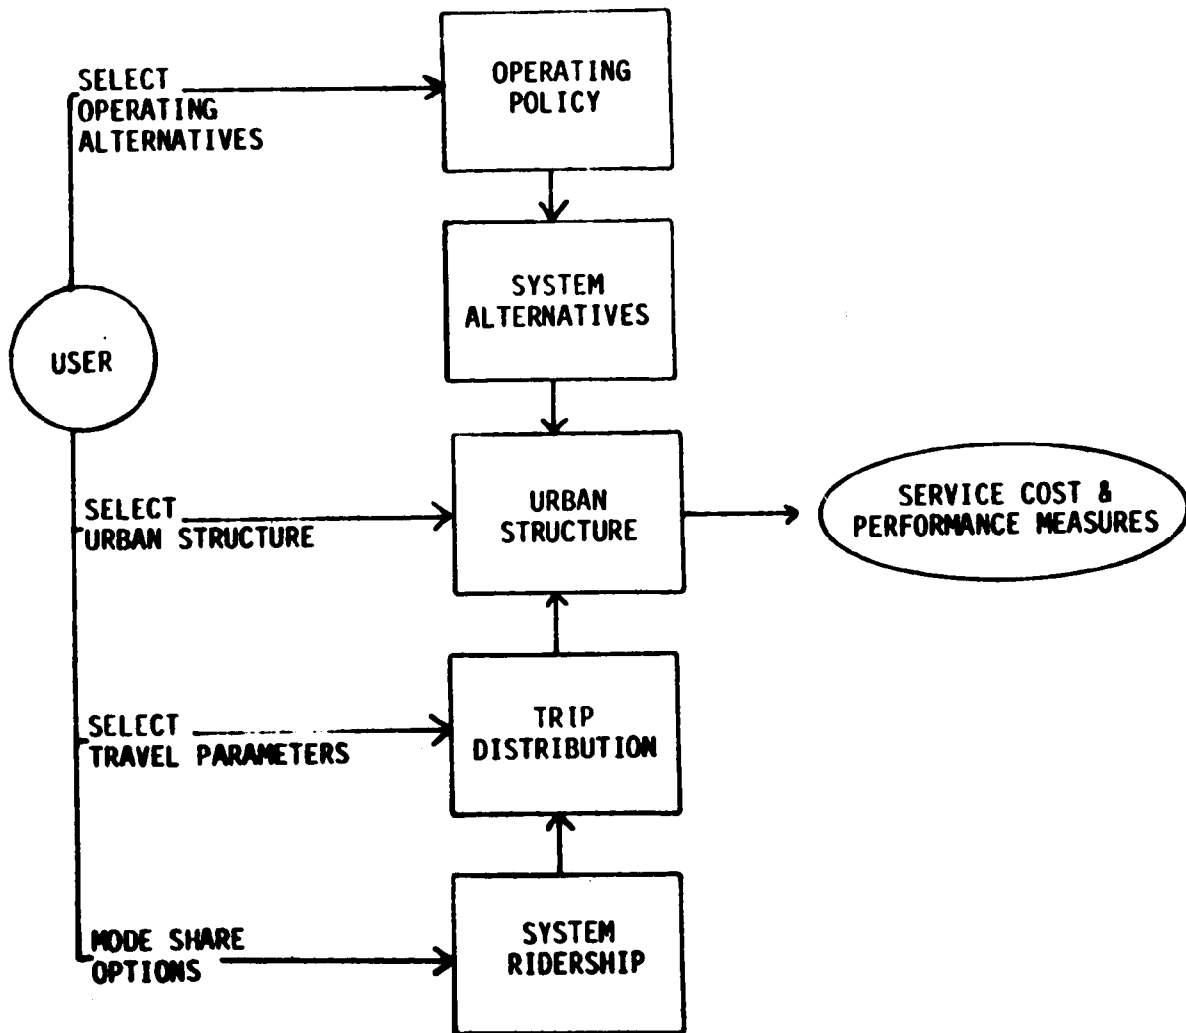 SELECT
OPERATING
ALTERNATIVES
OPERATING
POLICY
SYSTEM
ALTERNATIVES
USER
SELECT
URBAN STRUCTURE
URBAN
STRUCTURE
SERVICE COST &
PERFORMANCE MEASURES
SELECT
TRAVEL PARAMETERS
TRIP
DISTRIBUTION
MODE SHARE
OPTIONS
SYSTEM
RIDERSHIP